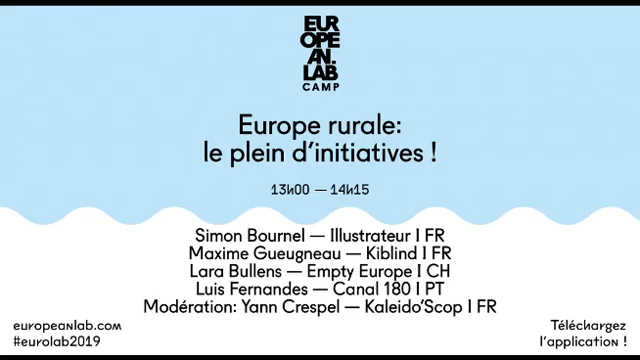 EUR
OPE
AN.
LAB
CAMP
Europe rurale:
le plein d'initiatives !
13h00 — 14h15
Simon Bournel — Illustrateur I FR
Maxime Gueugneau — Kiblind I FR
Lara Bullens — Empty Europe I CH
Luis Fernandes — Canal 180 I PT
Modération: Yann Crespel — Kaleido'Scop I FR
europeanlab.com
#eurolab2019
Téléchargez
l'application !